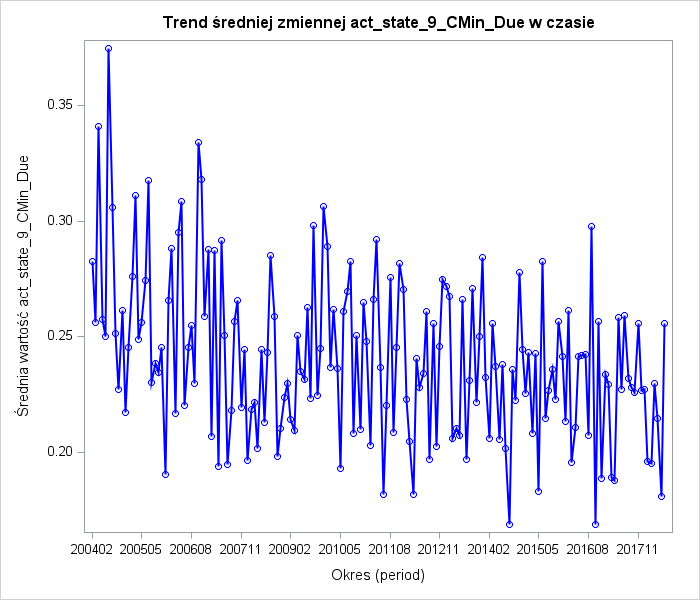 Trend średniej zmiennej act_state_9_CMin_Due w czasie
Średnia wartość act_state_9_CMin_Due
0.35
0.30
0.25
0.20
200402 200505 200608 200711 200902 201005 201108 201211 201402 201505 201608 201711
Okres (period)